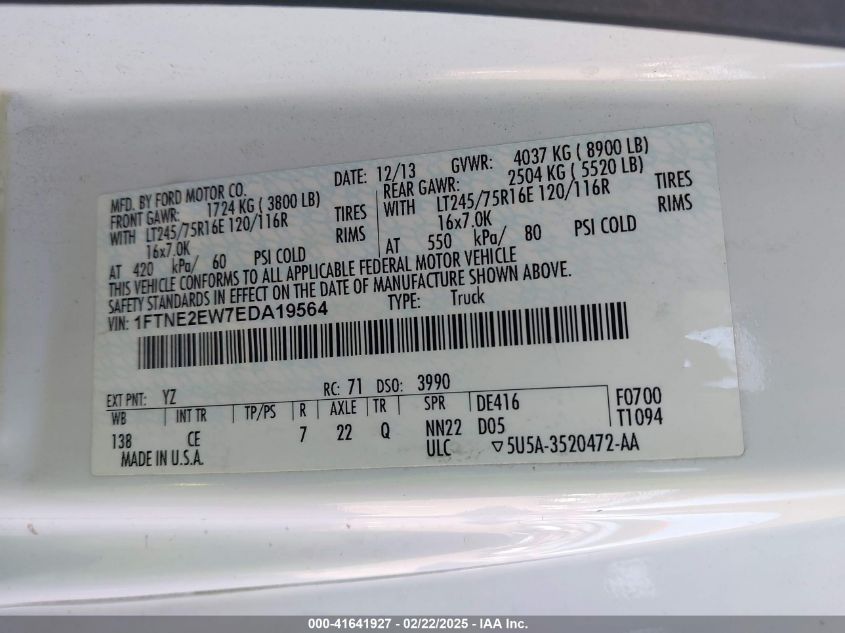 MFD. BY FORD MOTOR CO. DATE: 12/13 GVWR: 4037 KG ( 8900 LB)
FRONT GAWR: 1724 KG ( 3800 LB) REAR GAWR: 2504 KG ( 5520 LB)
WITH LT245/75R16E 120/116R TIRES WITH LT245/75R16E 120/116R TIRES
16x7.0K RIMS 16x7.0K RIMS
AT 420 kPa/ 60 PSI COLD AT 550 kPa/ 80 PSI COLD
THIS VEHICLE CONFORMS TO ALL APPLICABLE FEDERAL MOTOR VEHICLE
SAFETY STANDARDS IN EFFECT ON THE DATE OF MANUFACTURE SHOWN ABOVE.
VIN: 1FTNE2EW7EDA19564 TYPE: Truck
EXT PNT: YZ RC: 71 DSO: 3990
WB INT TR TP/PS R AXLE TR SPR DE416 F0700
138 CE 7 22 Q NN22 D05 T1094
MADE IN U.S.A. ULC ▽5U5A-3520472-AA
000-41641927 - 02/22/2025 - IAA Inc.